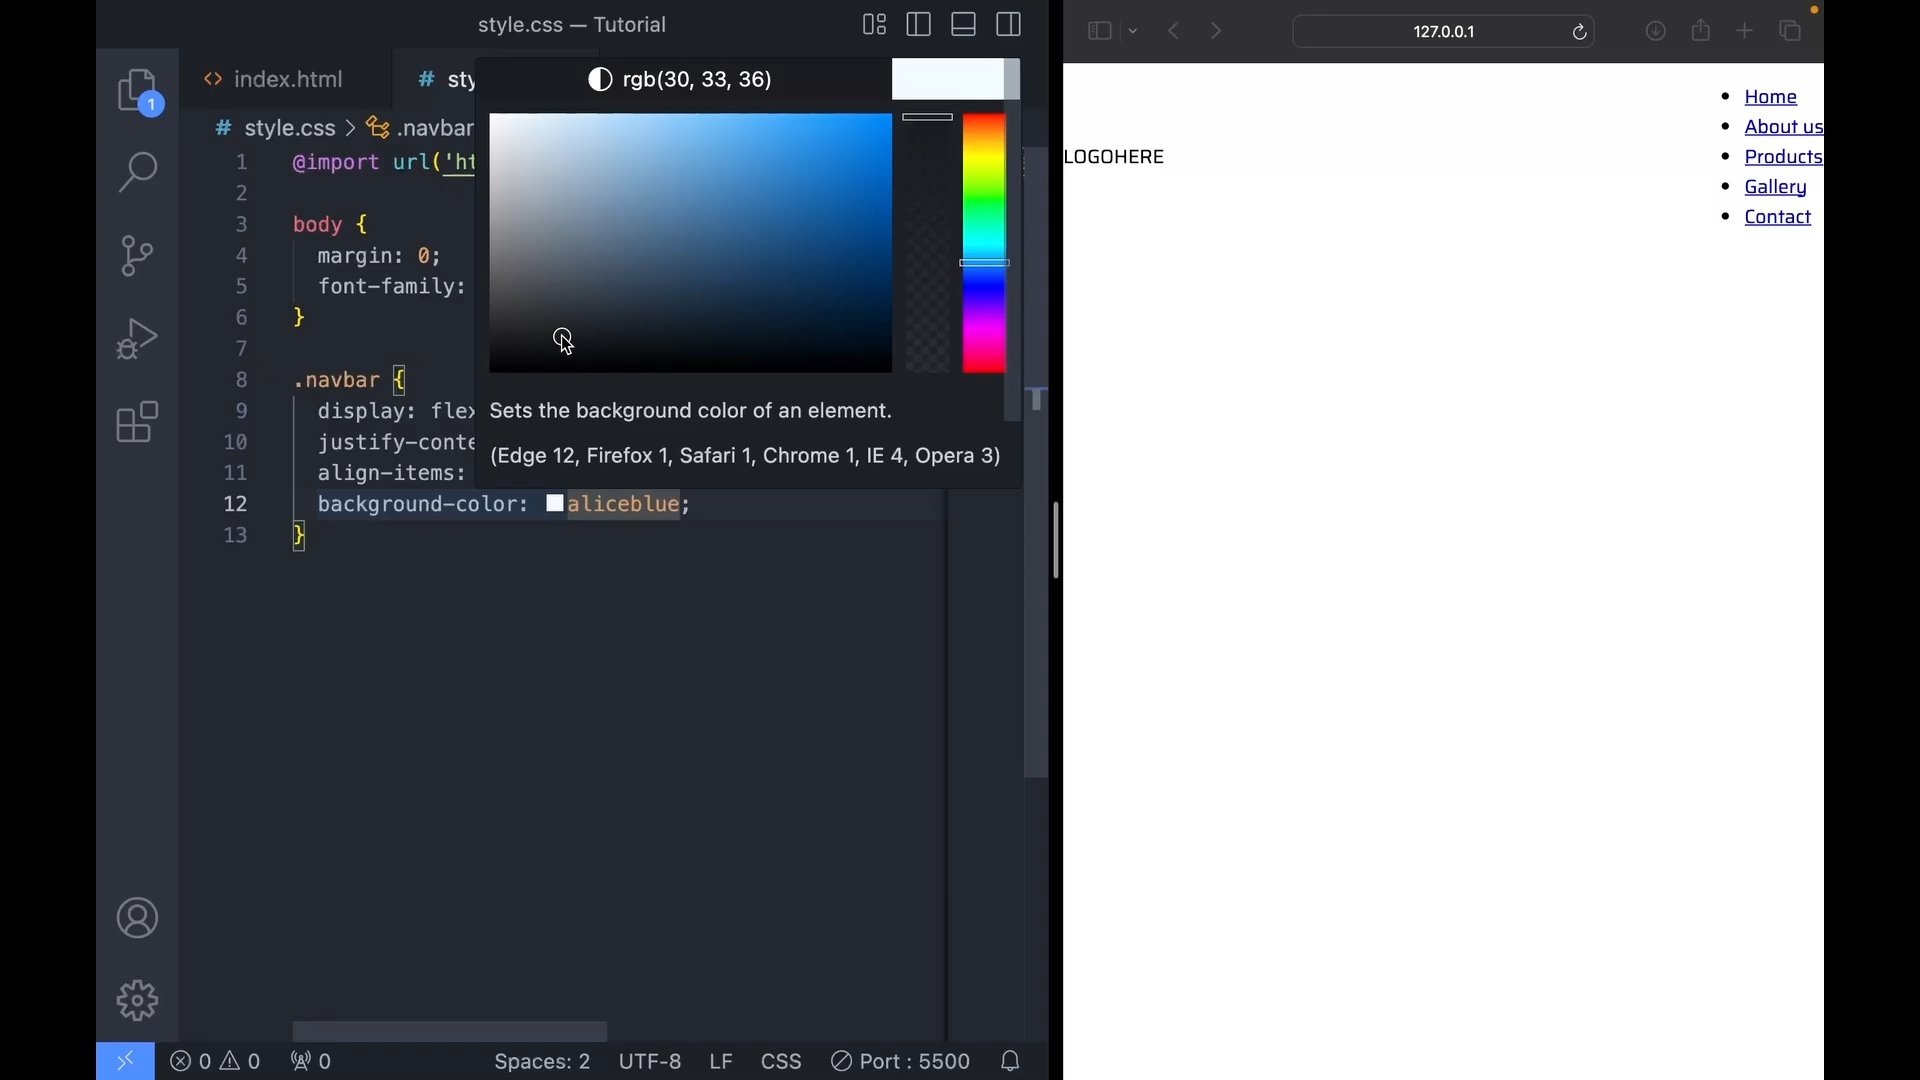 style.css — Tutorial
127.0.0.1
1
index.html
# sty
rgb(30, 33, 36)
# style.css > .navbar
1 @import url('ht
2
3 body {
4 margin: 0;
5 font-family:
6 }
7
8 .navbar {
9 display: flex
10 justify-conte
11 align-items:
12 background-color: aliceblue;
13 }
Sets the background color of an element.
(Edge 12, Firefox 1, Safari 1, Chrome 1, IE 4, Opera 3)
0 0 0 Spaces: 2 UTF-8 LF CSS Port : 5500
LOGOHERE
• Home
• About us
• Products
• Gallery
• Contact